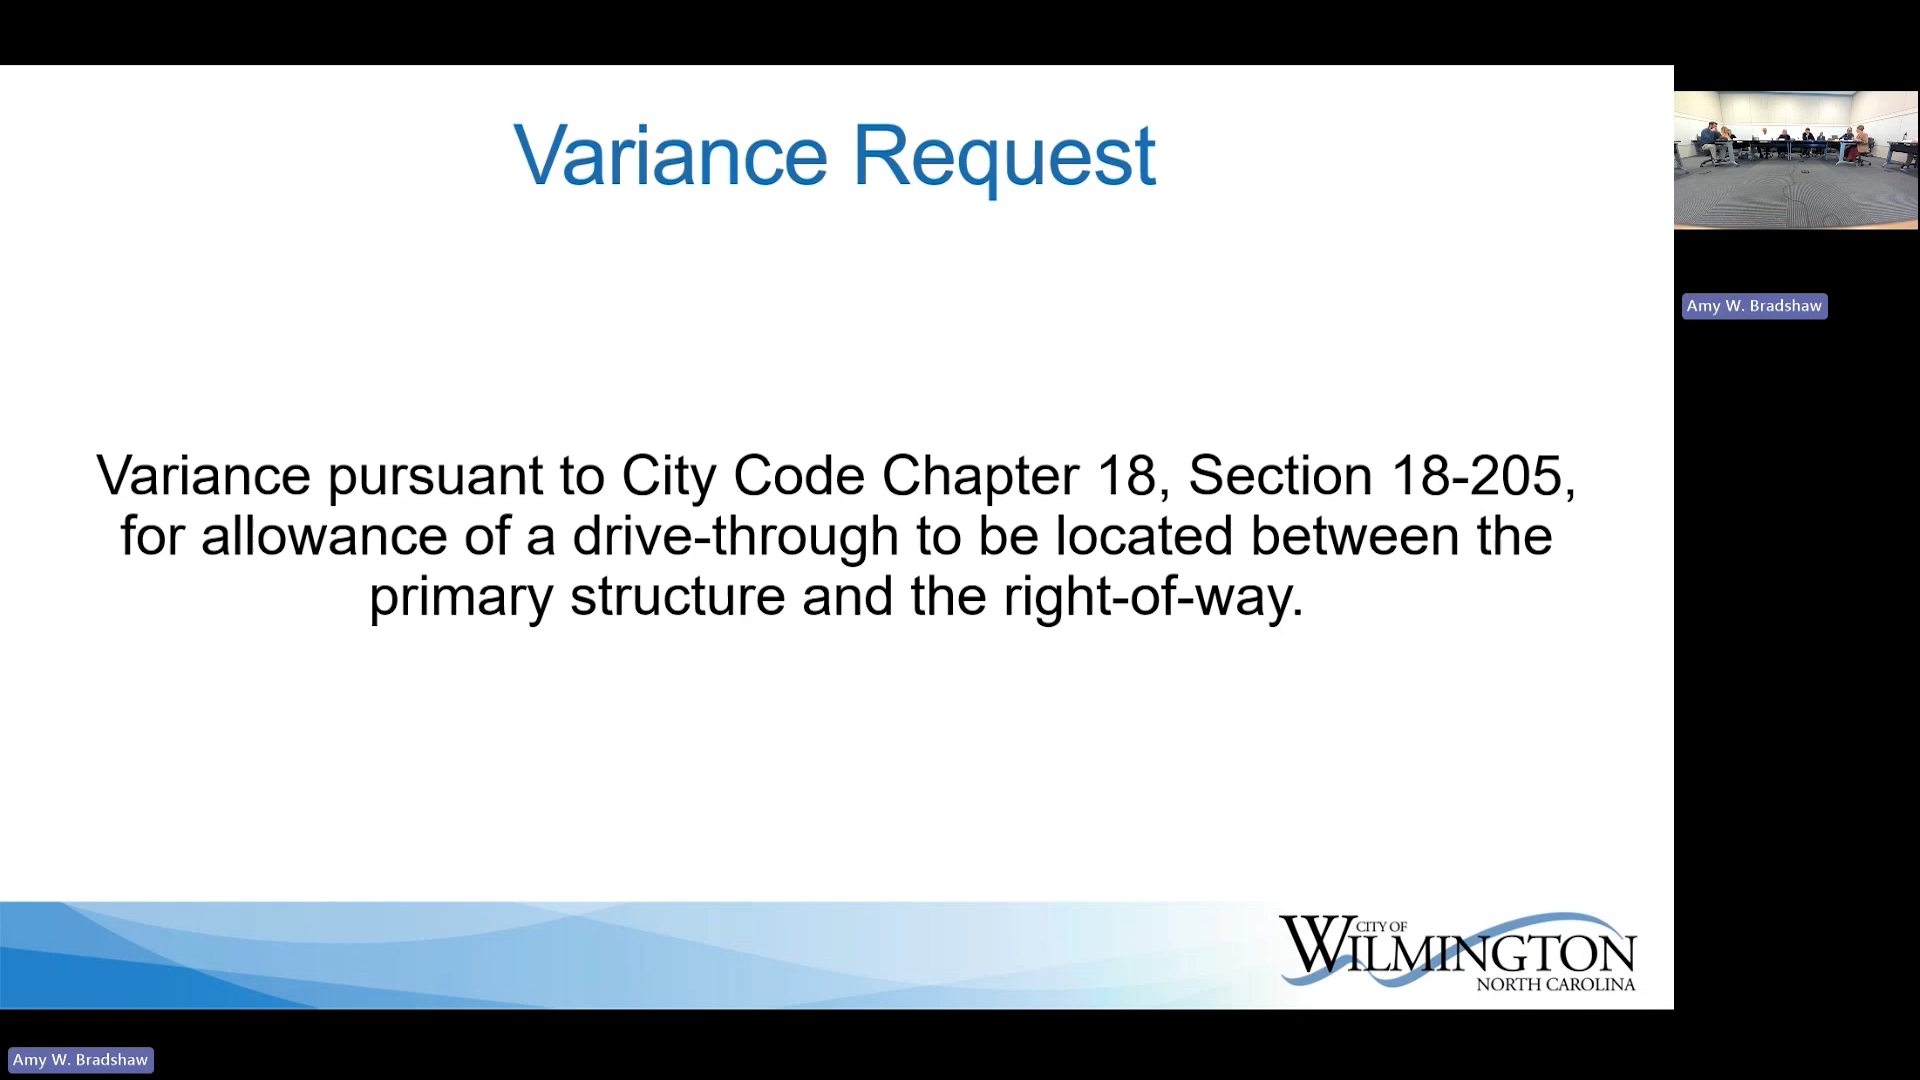 Variance Request
Variance pursuant to City Code Chapter 18, Section 18-205,
for allowance of a drive-through to be located between the
primary structure and the right-of-way.
CITY OF
WILMINGTON
NORTH CAROLINA
Amy W. Bradshaw
Amy W. Bradshaw